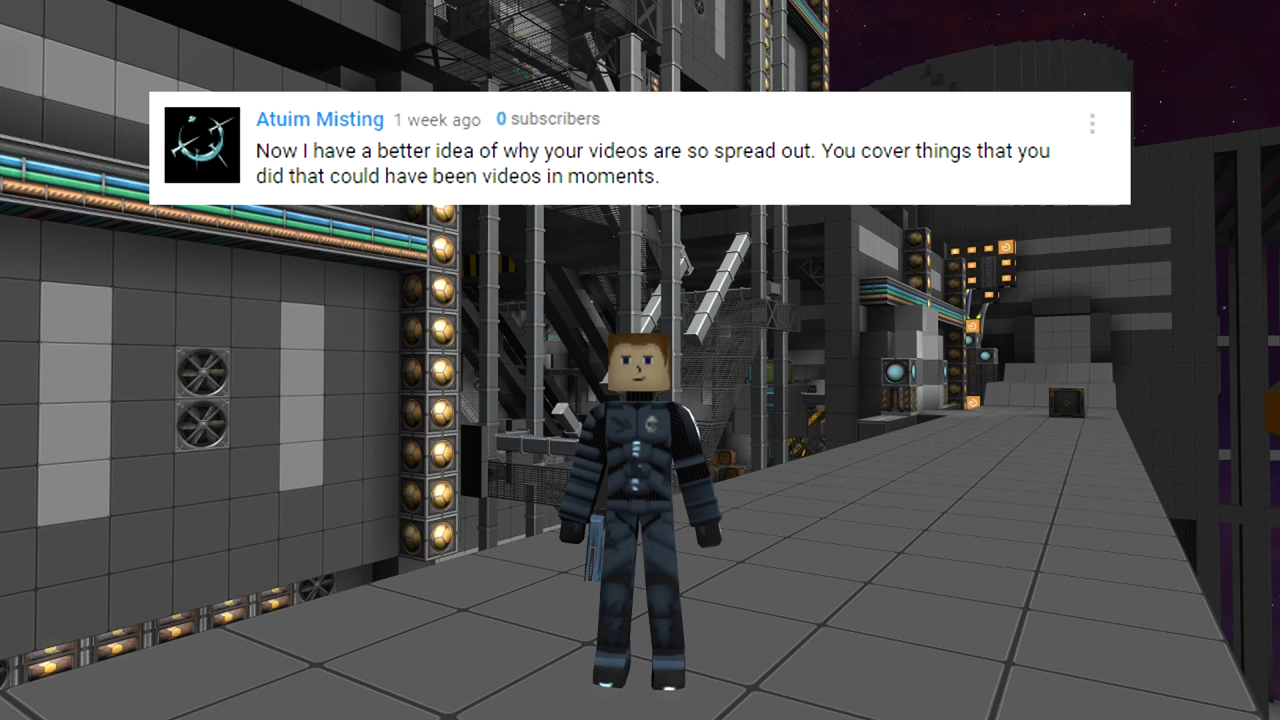 Atuim Misting 1 week ago 0 subscribers
Now I have a better idea of why your videos are so spread out. You cover things that you
did that could have been videos in moments.